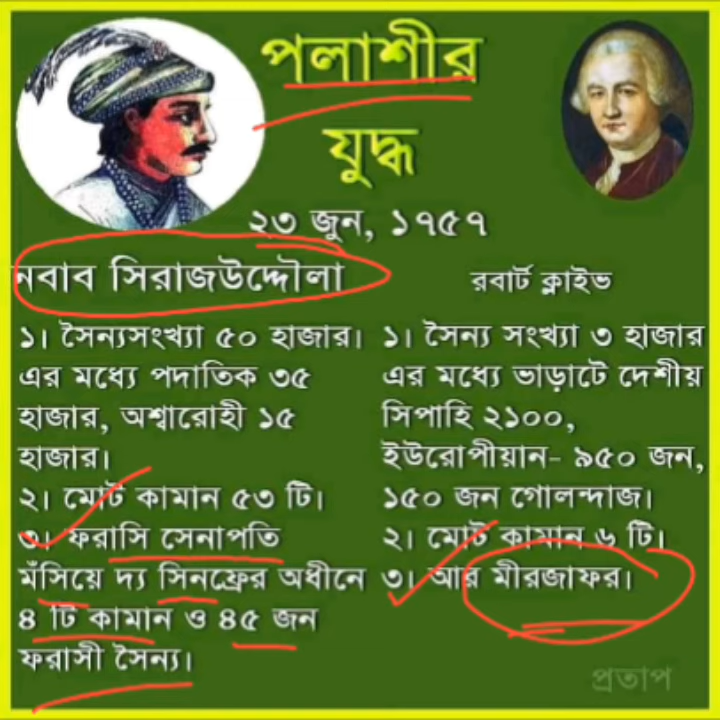 পলাশীর
যুদ্ধ
২৩ জুন, ১৭৫৭
নবাব সিরাজউদ্দৌলা
১। সৈন্যসংখ্যা ৫০ হাজার।
এর মধ্যে পদাতিক ৩৫
হাজার, অশ্বারোহী ১৫
হাজার।
২। মোট কামান ৫৩ টি।
৩। ফরাসি সেনাপতি
মঁসিয়ে দ্য সিনফ্রের অধীনে
৪ টি কামান ও ৪৫ জন
ফরাসী সৈন্য।
রবার্ট ক্লাইভ
১। সৈন্য সংখ্যা ৩ হাজার
এর মধ্যে ভাড়াটে দেশীয়
সিপাহি ২১০০,
ইউরোপীয়ান- ৯৫০ জন,
১৫০ জন গোলন্দাজ।
২। মোট কামান ৬ টি।
৩। আর মীরজাফর।
প্রতাপ